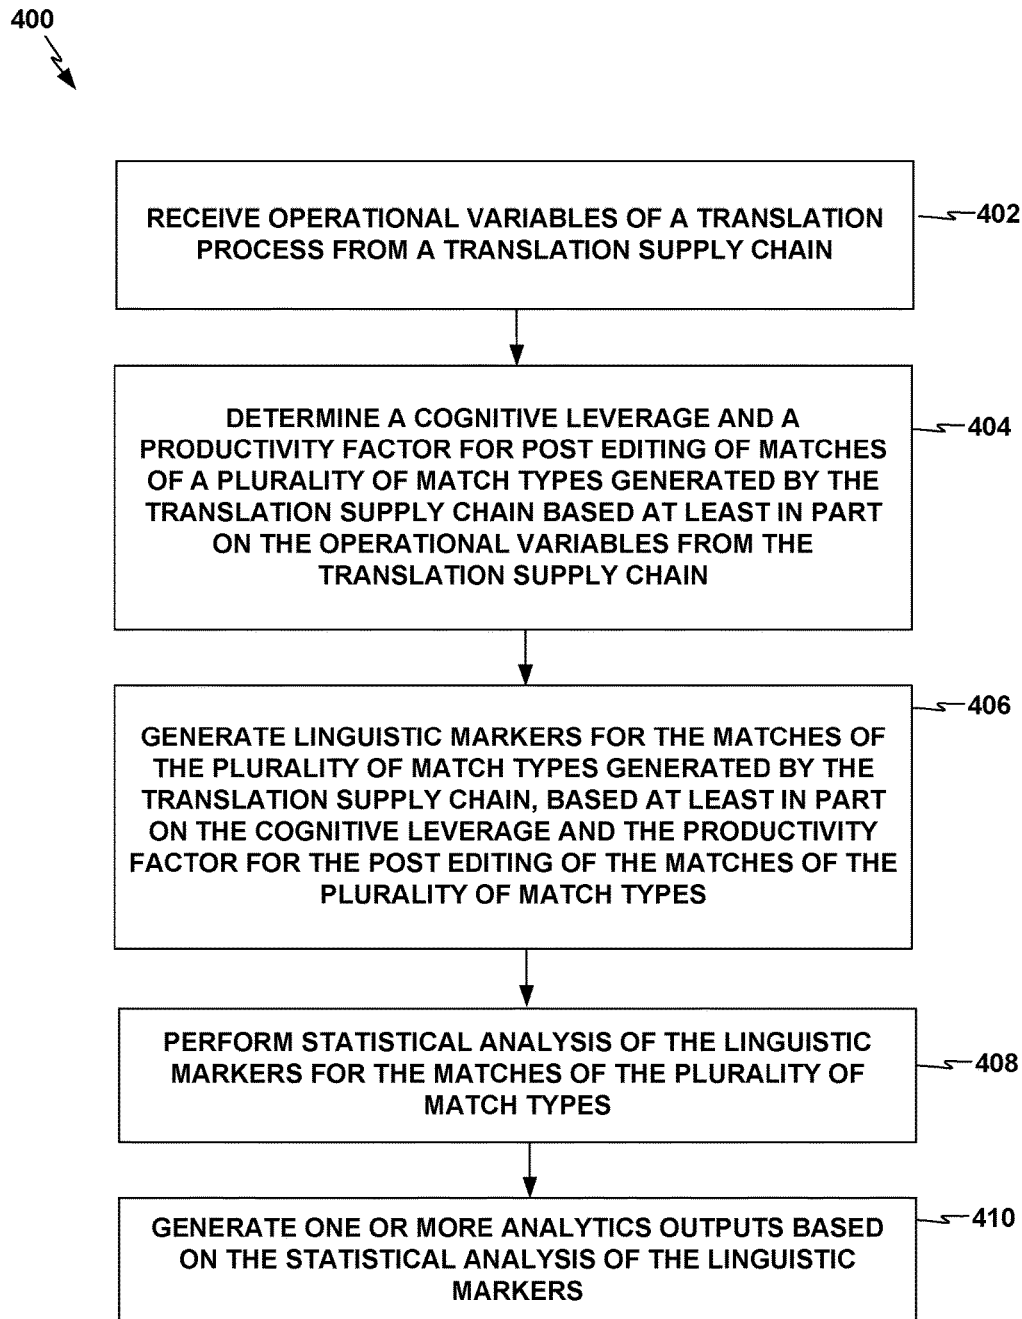 400
RECEIVE OPERATIONAL VARIABLES OF A TRANSLATION
PROCESS FROM A TRANSLATION SUPPLY CHAIN
402
DETERMINE A COGNITIVE LEVERAGE AND A
PRODUCTIVITY FACTOR FOR POST EDITING OF MATCHES
OF A PLURALITY OF MATCH TYPES GENERATED BY THE
TRANSLATION SUPPLY CHAIN BASED AT LEAST IN PART
ON THE OPERATIONAL VARIABLES FROM THE
TRANSLATION SUPPLY CHAIN
404
GENERATE LINGUISTIC MARKERS FOR THE MATCHES OF
THE PLURALITY OF MATCH TYPES GENERATED BY THE
TRANSLATION SUPPLY CHAIN, BASED AT LEAST IN PART
ON THE COGNITIVE LEVERAGE AND THE PRODUCTIVITY
FACTOR FOR THE POST EDITING OF THE MATCHES OF THE
PLURALITY OF MATCH TYPES
406
PERFORM STATISTICAL ANALYSIS OF THE LINGUISTIC
MARKERS FOR THE MATCHES OF THE PLURALITY OF
MATCH TYPES
408
GENERATE ONE OR MORE ANALYTICS OUTPUTS BASED
ON THE STATISTICAL ANALYSIS OF THE LINGUISTIC
MARKERS
410